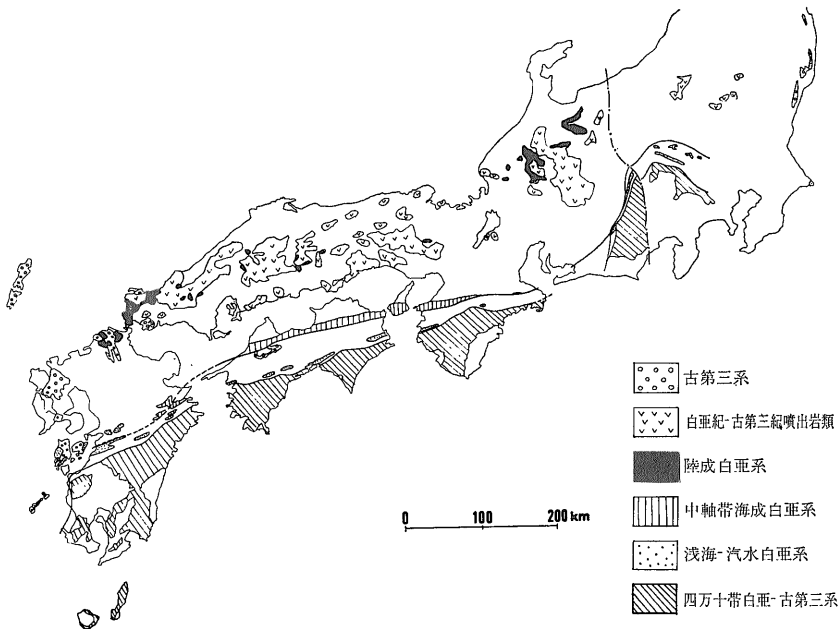 古第三系
白亜紀-古第三紀噴出岩類
陸成白亜系
中軸帯海成白亜系
浅海-汽水白亜系
四万十帯白亜-古第三系
0 100 200 km